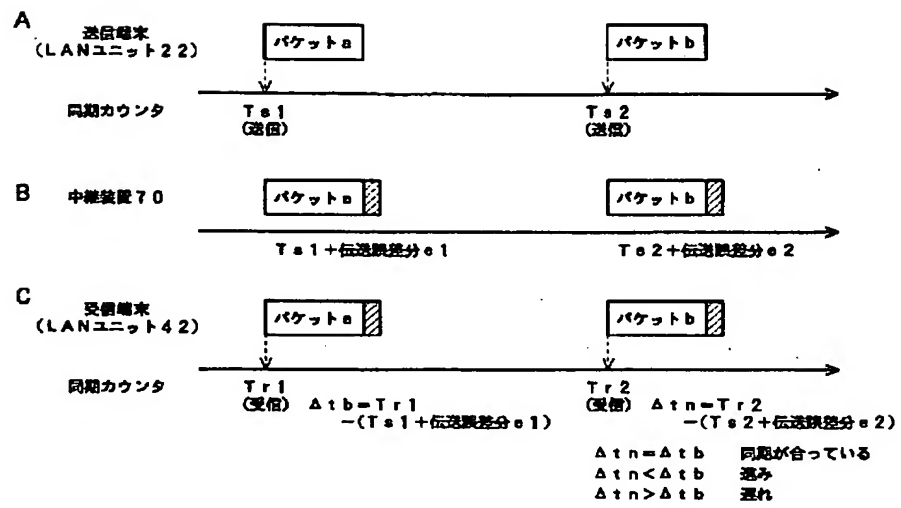 A
送信端末
(LANユニット22)
パケットa
パケットb
同期カウンタ
Ts1
(送信)
Ts2
(送信)
B
中継装置70
パケットa
パケットb
Ts1+伝送誤差分e1
Ts2+伝送誤差分e2
C
受信端末
(LANユニット42)
パケットa
パケットb
同期カウンタ
Tr1
(受信)
Δtb=Tr1
-(Ts1+伝送誤差分e1)
Tr2
(受信)
Δtn=Tr2
-(Ts2+伝送誤差分e2)
Δtn=Δtb 同期が合っている
Δtn<Δtb 進み
Δtn>Δtb 遅れ